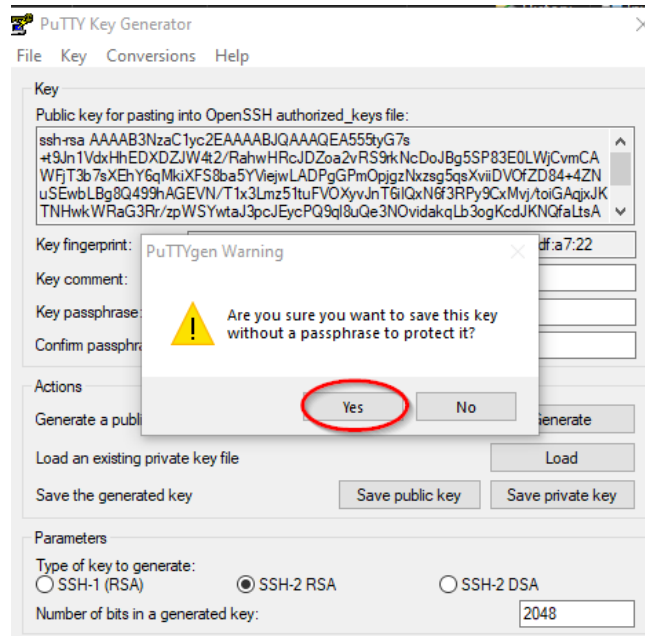 PuTTY Key Generator
File Key Conversions Help
Key
Public key for pasting into OpenSSH authorized_keys file:
ssh-rsa AAAAB3NzaC1yc2EAAAABJQAAAQEA555tyG7s
+t9Jn1VdxHhEDXDZJW4t2/RahwHRcJDZoa2vRS9rkNcDoJBg5SP83E0LWjCvmCA
WFjT3b7sXEhY6qMkiXFS8ba5YViejwLADPgGPmOpjgzNxzsg5qsXviiDVOfZD84+4ZN
uSEwbLBg8Q499hAGEVN/T1x3Lmz51tuFVOXyvJnT6ilQxN6f3RPy9CxMvj/toiGAqjxJK
TNHwkWRaG3Rr/zpWSYwtaJ3pcJEycPQ9ql8uQe3NOvidakqLb3ogKcdJKNQfaLtsA
Key fingerprint: df:a7:22
PuTTYgen Warning
Key comment:
Key passphrase:
Are you sure you want to save this key
without a passphrase to protect it?
Confirm
Yes No
Actions
Generate a
Load an existing private key file Load
Save the generated key Save public key Save private key
Parameters
Type of key to generate:
SSH-1 (RSA) SSH-2 RSA SSH-2 DSA
Number of bits in a generated key: 2048